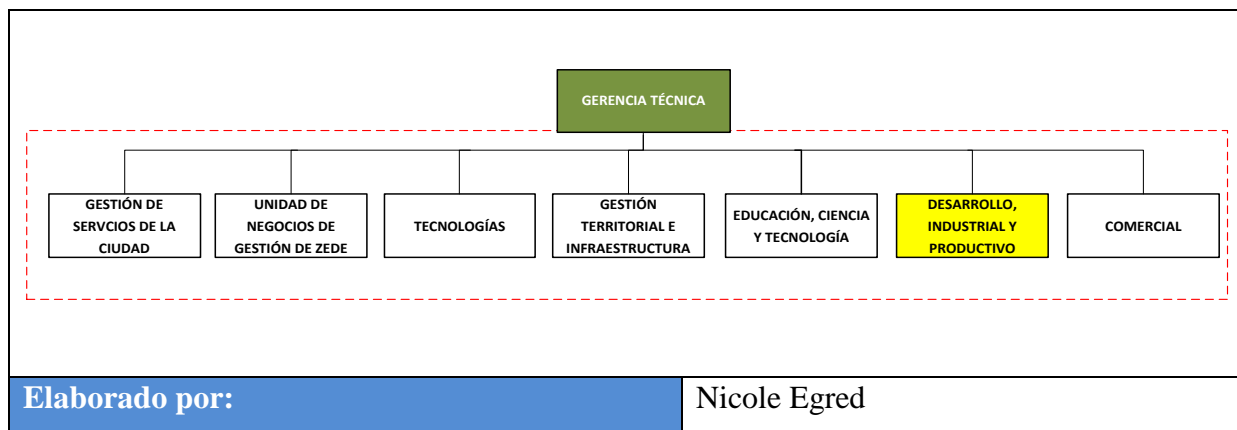 GERENCIA TÉCNICA
GESTIÓN DE
SERVCIOS DE LA
CIUDAD
UNIDAD DE
NEGOCIOS DE
GESTIÓN DE ZEDE
TECNOLOGÍAS
GESTIÓN
TERRITORIAL E
INFRAESTRUCTURA
EDUCACIÓN, CIENCIA
Y TECNOLOGÍA
DESARROLLO,
INDUSTRIAL Y
PRODUCTIVO
COMERCIAL
Elaborado por:
Nicole Egred